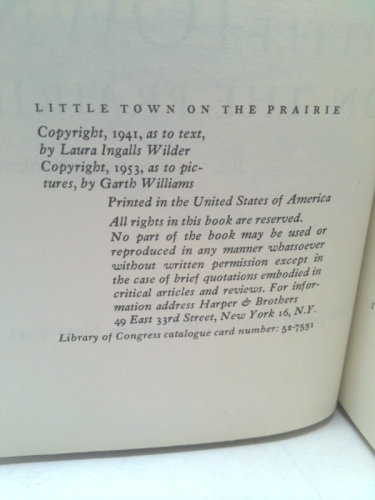 LITTLE TOWN ON THE PRAIRIE
Copyright, 1941, as to text,
by Laura Ingalls Wilder
Copyright, 1953, as to pic-
tures, by Garth Williams
Printed in the United States of America
All rights in this book are reserved.
No part of the book may be used or
reproduced in any manner whatsoever
without written permission except in
the case of brief quotations embodied in
critical articles and reviews. For infor-
mation address Harper & Brothers
49 East 33rd Street, New York 16, N.Y.
Library of Congress catalogue card number: 52-7531